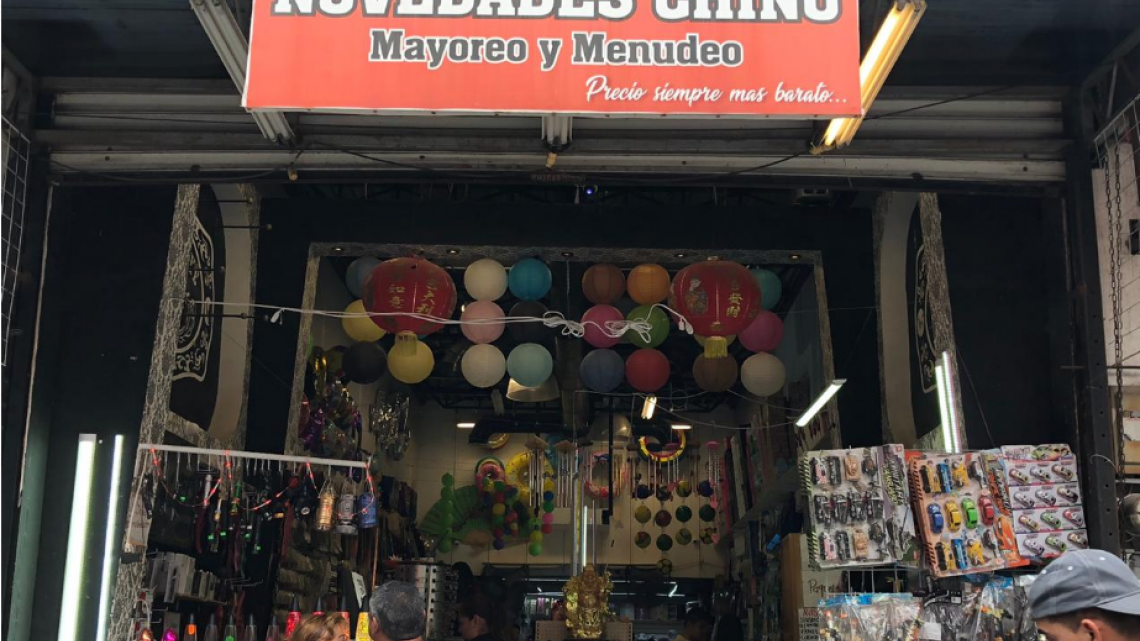 NOVEDADES CHINO
Mayoreo y Menudeo
Precio siempre mas barato...